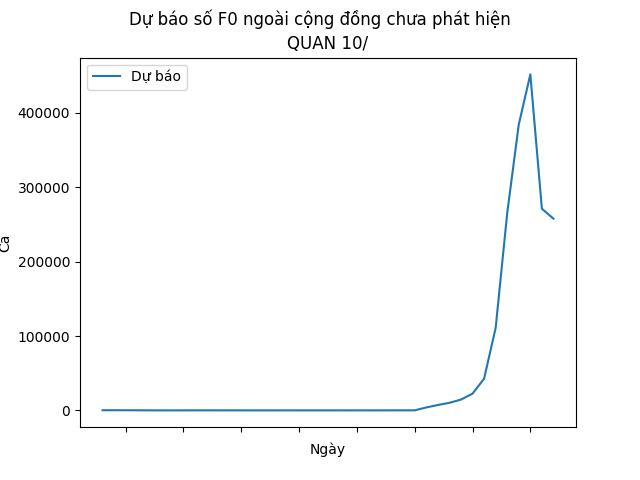 Dự báo số F0 ngoài cộng đồng chưa phát hiện
QUAN 10/
Dự báo
400000
300000
200000
100000
0
Ca
Ngày